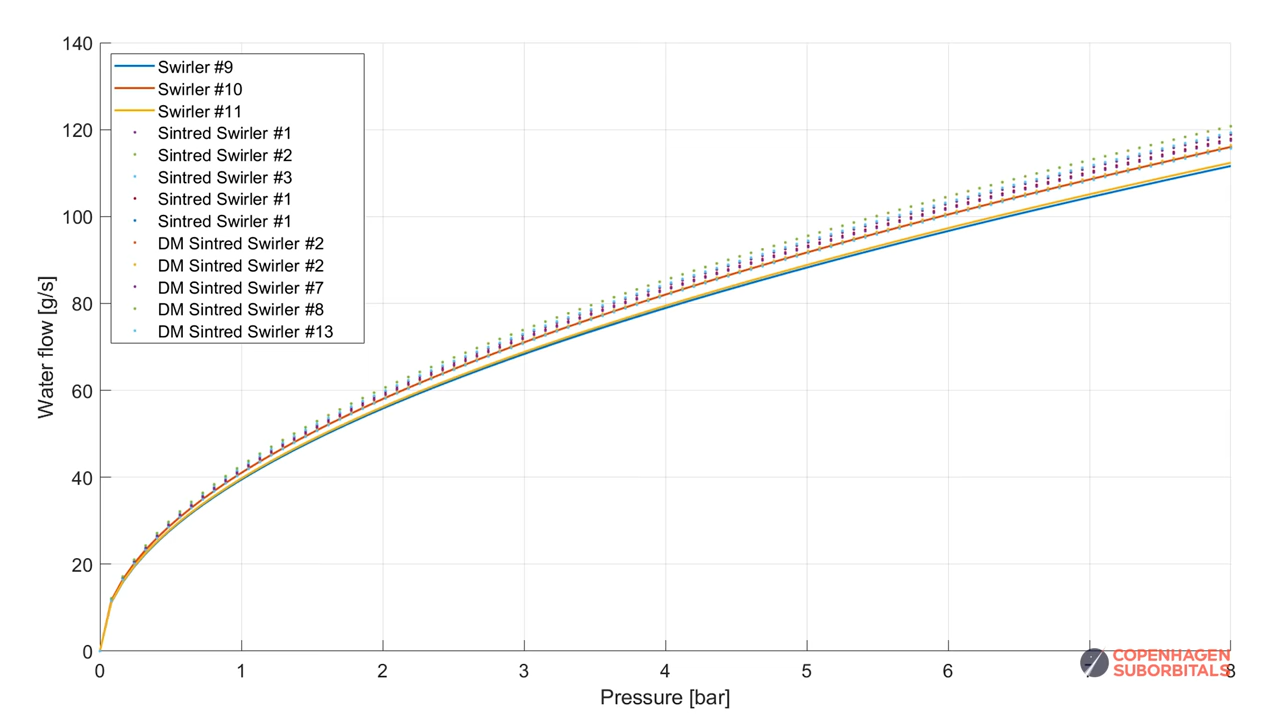 140
120
100
80
60
40
20
0
Water flow [g/s]
Swirler #9
Swirler #10
Swirler #11
Sintred Swirler #1
Sintred Swirler #2
Sintred Swirler #3
Sintred Swirler #1
Sintred Swirler #1
DM Sintred Swirler #2
DM Sintred Swirler #2
DM Sintred Swirler #7
DM Sintred Swirler #8
DM Sintred Swirler #13
0 1 2 3 4 5 6 8
Pressure [bar]
COPENHAGEN
SUBORBITALS